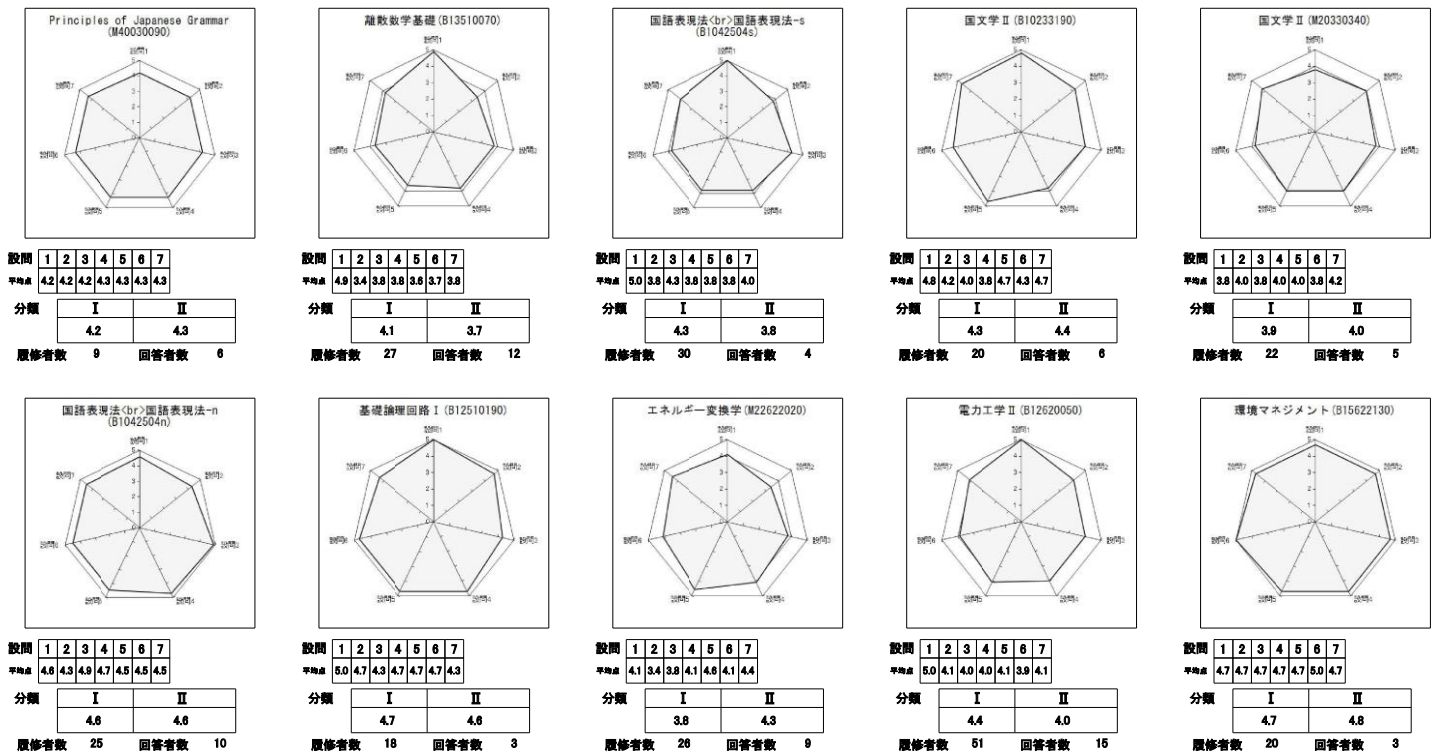 Principles of Japanese Grammar
(M40030090)
設問 1 2 3 4 5 6 7
平均点 4.2 4.2 4.2 4.3 4.3 4.3 4.3
分類 Ⅰ Ⅱ
4.2 4.3
履修者数 9 回答者数 6
離散数学基礎(B13510070)
設問 1 2 3 4 5 6 7
平均点 4.9 3.4 3.8 3.8 3.6 3.7 3.8
分類 Ⅰ Ⅱ
4.1 3.7
履修者数 27 回答者数 12
国語表現法<br>国語表現法-s
(B1042504s)
設問 1 2 3 4 5 6 7
平均点 5.0 3.8 4.3 3.8 3.8 3.8 4.0
分類 Ⅰ Ⅱ
4.3 3.8
履修者数 30 回答者数 4
国文学Ⅱ(B10233190)
設問 1 2 3 4 5 6 7
平均点 4.8 4.2 4.0 3.8 4.7 4.3 4.7
分類 Ⅰ Ⅱ
4.3 4.4
履修者数 20 回答者数 6
国文学Ⅱ(M20330340)
設問 1 2 3 4 5 6 7
平均点 3.8 4.0 3.8 4.0 4.0 3.8 4.2
分類 Ⅰ Ⅱ
3.9 4.0
履修者数 22 回答者数 5
国語表現法<br>国語表現法-n
(B1042504n)
設問 1 2 3 4 5 6 7
平均点 4.6 4.3 4.9 4.7 4.5 4.5 4.5
分類 Ⅰ Ⅱ
4.6 4.6
履修者数 25 回答者数 10
基礎論理回路Ⅰ(B12510190)
設問 1 2 3 4 5 6 7
平均点 5.0 4.7 4.3 4.7 4.7 4.7 4.3
分類 Ⅰ Ⅱ
4.7 4.6
履修者数 18 回答者数 3
エネルギー変換学(M22622020)
設問 1 2 3 4 5 6 7
平均点 4.1 3.4 3.8 4.1 4.6 4.1 4.4
分類 Ⅰ Ⅱ
3.8 4.3
履修者数 26 回答者数 9
電力工学Ⅱ(B12620050)
設問 1 2 3 4 5 6 7
平均点 5.0 4.1 4.0 4.0 4.1 3.9 4.1
分類 Ⅰ Ⅱ
4.4 4.0
履修者数 51 回答者数 15
環境マネジメント(B15622130)
設問 1 2 3 4 5 6 7
平均点 4.7 4.7 4.7 4.7 4.7 5.0 4.7
分類 Ⅰ Ⅱ
4.7 4.8
履修者数 20 回答者数 3